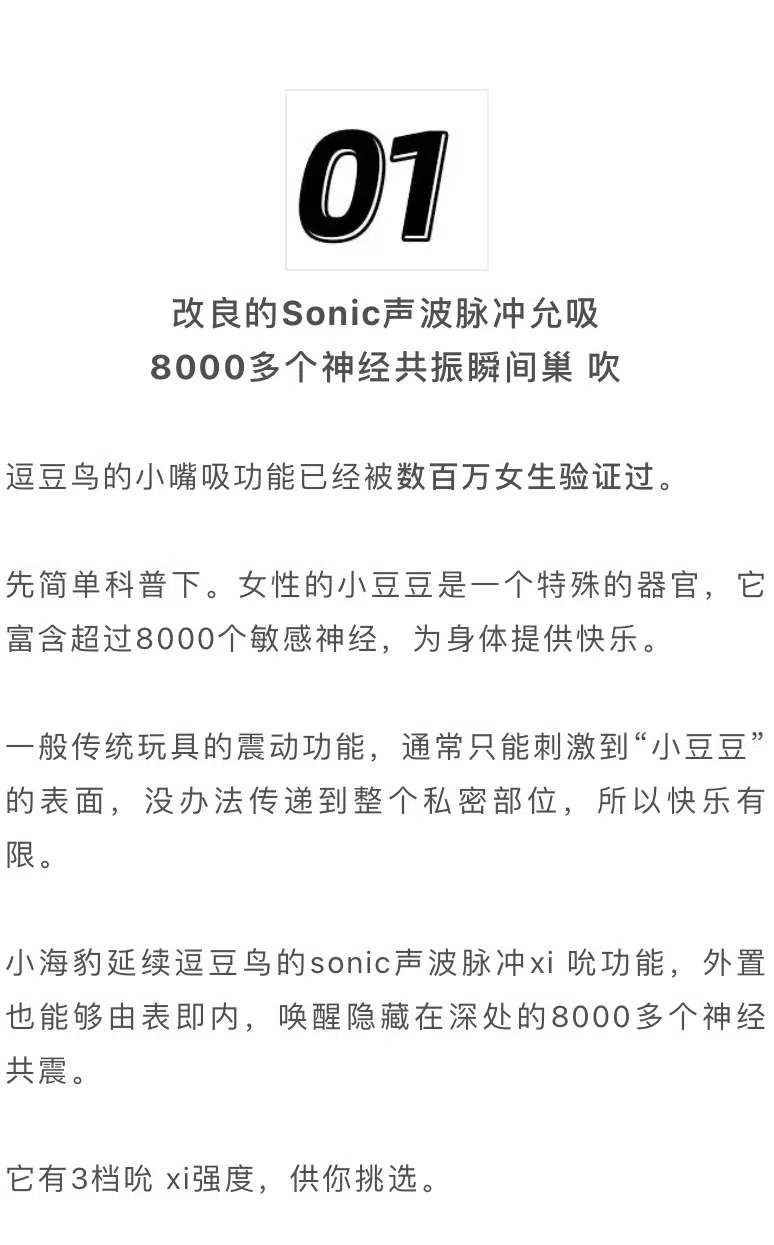 01
改良的Sonic声波脉冲允吸
8000多个神经共振瞬间巢 吹
逗豆鸟的小嘴吸功能已经被数百万女生验证过。
先简单科普下。女性的小豆豆是一个特殊的器官，它
富含超过8000个敏感神经，为身体提供快乐。
一般传统玩具的震动功能，通常只能刺激到“小豆豆”
的表面，没办法传递到整个私密部位，所以快乐有
限。
小海豹延续逗豆鸟的sonic声波脉冲xi 吮功能，外置
也能够由表即内，唤醒隐藏在深处的8000多个神经
共震。
它有3档吮 xi强度，供你挑选。